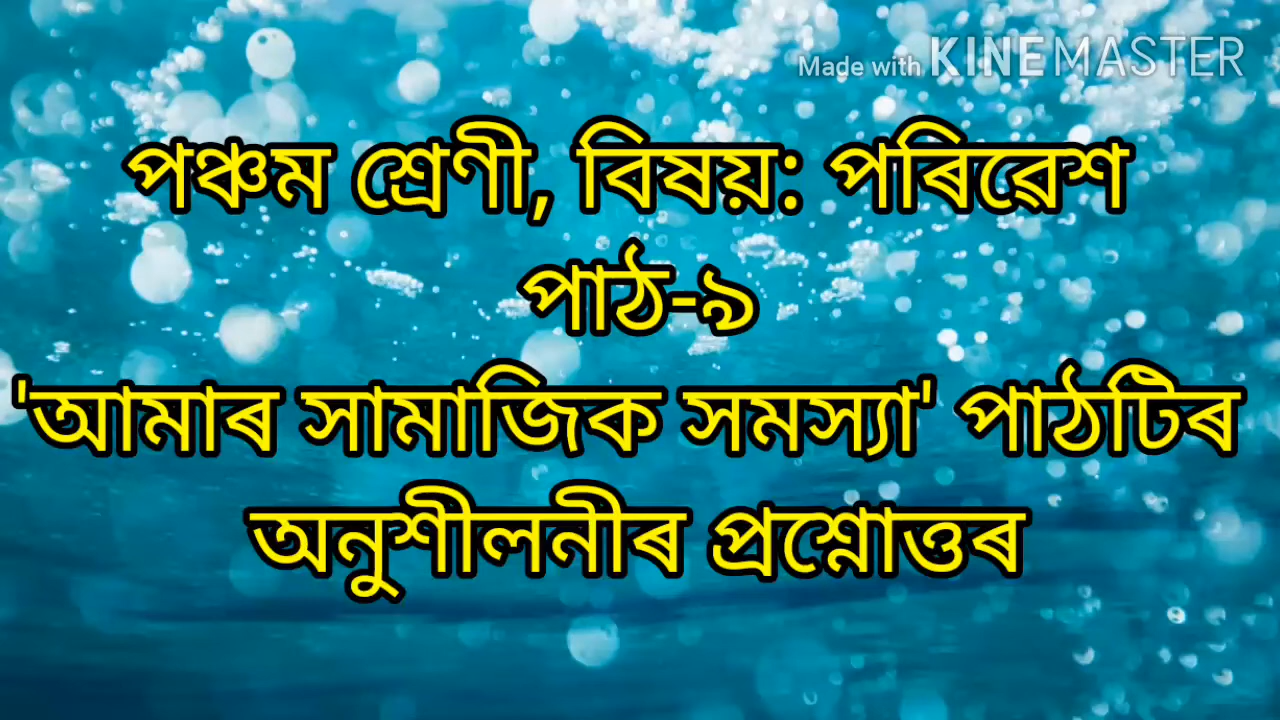 Made with KINEMASTER
পঞ্চম শ্ৰেণী, বিষয়: পৰিৱেশ
পাঠ-৯
'আমাৰ সামাজিক সমস্যা' পাঠটিৰ
অনুশীলনীৰ প্ৰশ্নোত্তৰ